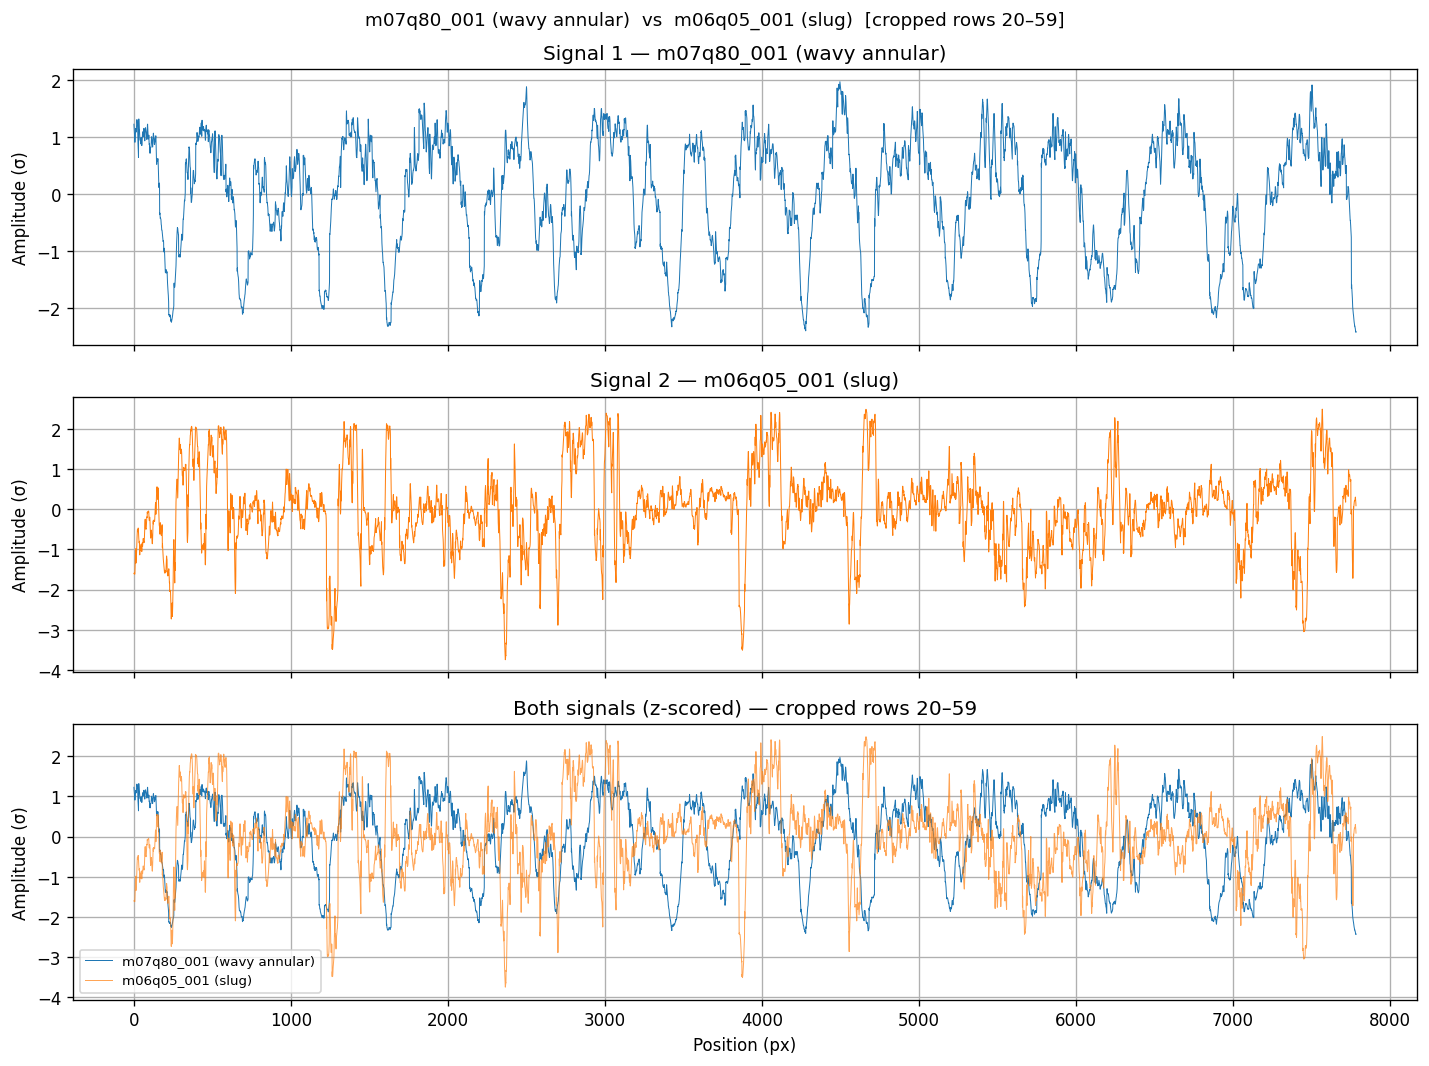 m07q80_001 (wavy annular)  vs  m06q05_001 (slug)  [cropped rows 20–59]
Signal 1 — m07q80_001 (wavy annular)
2
1
0
−1
−2
Amplitude (σ)
Signal 2 — m06q05_001 (slug)
2
1
0
−1
−2
−3
−4
Amplitude (σ)
Both signals (z-scored) — cropped rows 20–59
2
1
0
−1
−2
−3
−4
Amplitude (σ)
m07q80_001 (wavy annular)
m06q05_001 (slug)
0 1000 2000 3000 4000 5000 6000 7000 8000
Position (px)